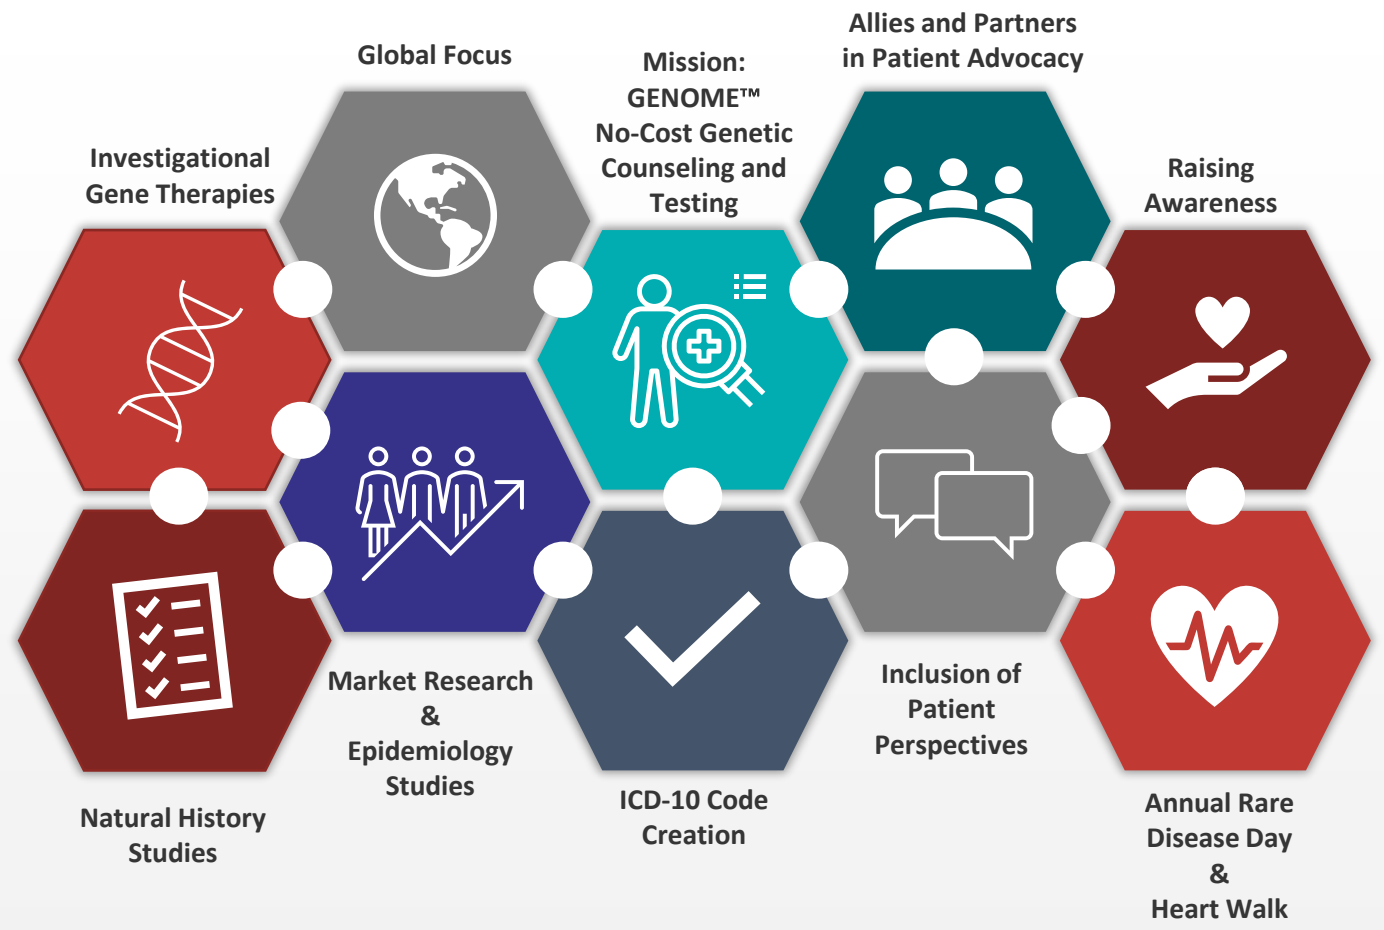 Investigational
Gene Therapies
Global Focus
Mission:
GENOME™
No-Cost Genetic
Counseling and
Testing
Allies and Partners
in Patient Advocacy
Raising
Awareness
Natural History
Studies
Market Research
&
Epidemiology
Studies
ICD-10 Code
Creation
Inclusion of
Patient
Perspectives
Annual Rare
Disease Day
&
Heart Walk